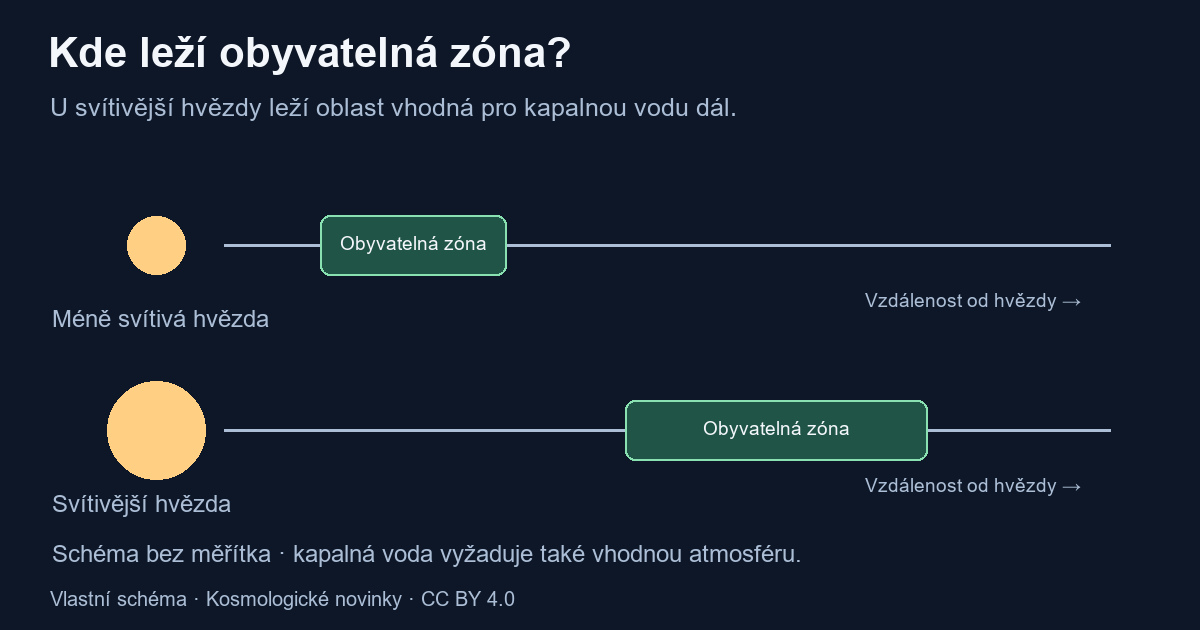 Kde leží obyvatelná zóna?
U svítivější hvězdy leží oblast vhodná pro kapalnou vodu dál.
Obyvatelná zóna
Vzdálenost od hvězdy →
Méně svítivá hvězda
Obyvatelná zóna
Vzdálenost od hvězdy →
Svítivější hvězda
Schéma bez měřítka · kapalná voda vyžaduje také vhodnou atmosféru.
Vlastní schéma · Kosmologické novinky · CC BY 4.0